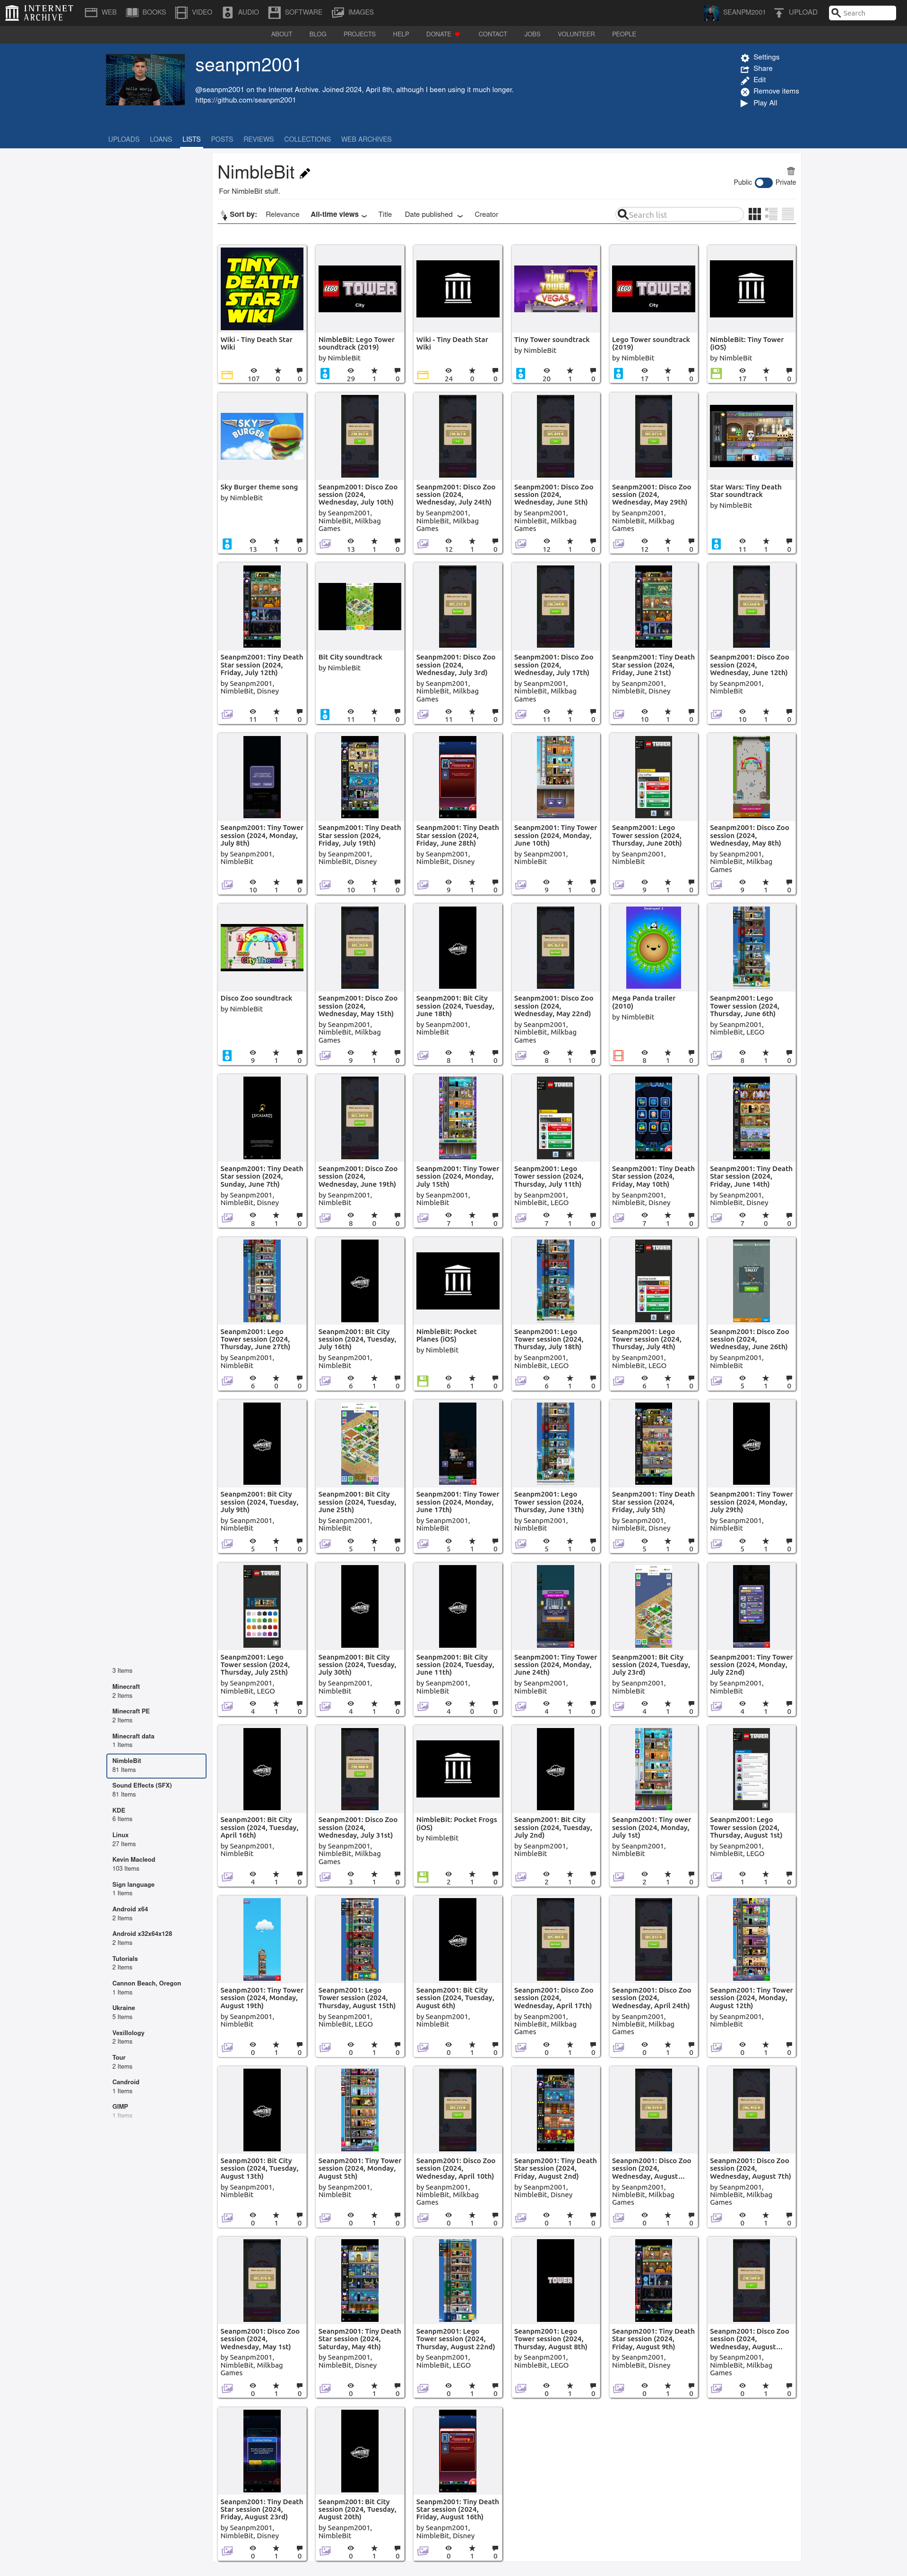 INTERNET ARCHIVE
WEB BOOKS VIDEO AUDIO SOFTWARE IMAGES SEANPM2001 UPLOAD Search
ABOUT BLOG PROJECTS HELP DONATE CONTACT JOBS VOLUNTEER PEOPLE
seanpm2001
@seanpm2001 on the Internet Archive. Joined 2024, April 8th, although I been using it much longer.
https://github.com/seanpm2001
Settings
Share
Edit
Remove items
Play All
UPLOADS LOANS LISTS POSTS REVIEWS COLLECTIONS WEB ARCHIVES
NimbleBit
For NimbleBit stuff.
Public Private
Sort by: Relevance All-time views Title Date published Creator Search list
TINY DEATH STAR WIKI
Wiki - Tiny Death Star Wiki
107 0 0
LEGO TOWER
City
NimbleBit: Lego Tower soundtrack (2019)
by NimbleBit
29 1 0
Wiki - Tiny Death Star Wiki
24 0 0
TINY TOWER VEGAS
Tiny Tower soundtrack
by NimbleBit
20 1 0
LEGO TOWER
City
Lego Tower soundtrack (2019)
by NimbleBit
17 1 0
NimbleBit: Tiny Tower (iOS)
by NimbleBit
17 1 0
SKY BURGER
Sky Burger theme song
by NimbleBit
13 1 0
Seanpm2001: Disco Zoo session (2024, Wednesday, July 10th)
by Seanpm2001, NimbleBit, Milkbag Games
13 1 0
Seanpm2001: Disco Zoo session (2024, Wednesday, July 24th)
by Seanpm2001, NimbleBit, Milkbag Games
12 1 0
Seanpm2001: Disco Zoo session (2024, Wednesday, June 5th)
by Seanpm2001, NimbleBit, Milkbag Games
12 1 0
Seanpm2001: Disco Zoo session (2024, Wednesday, May 29th)
by Seanpm2001, NimbleBit, Milkbag Games
12 1 0
Star Wars: Tiny Death Star soundtrack
by NimbleBit
11 1 0
Seanpm2001: Tiny Death Star session (2024, Friday, July 12th)
by Seanpm2001, NimbleBit, Disney
11 1 0
Bit City soundtrack
by NimbleBit
11 1 0
Seanpm2001: Disco Zoo session (2024, Wednesday, July 3rd)
by Seanpm2001, NimbleBit, Milkbag Games
11 1 0
Seanpm2001: Disco Zoo session (2024, Wednesday, July 17th)
by Seanpm2001, NimbleBit, Milkbag Games
11 1 0
Seanpm2001: Tiny Death Star session (2024, Friday, June 21st)
by Seanpm2001, NimbleBit, Disney
10 1 0
Seanpm2001: Disco Zoo session (2024, Wednesday, June 12th)
by Seanpm2001, NimbleBit
10 1 0
Seanpm2001: Tiny Tower session (2024, Monday, July 8th)
by Seanpm2001, NimbleBit
10 1 0
Seanpm2001: Tiny Death Star session (2024, Friday, July 19th)
by Seanpm2001, NimbleBit, Disney
10 1 0
Seanpm2001: Tiny Death Star session (2024, Friday, June 28th)
by Seanpm2001, NimbleBit, Disney
9 1 0
Seanpm2001: Tiny Tower session (2024, Monday, June 10th)
by Seanpm2001, NimbleBit
9 1 0
Seanpm2001: Lego Tower session (2024, Thursday, June 20th)
by Seanpm2001, NimbleBit
9 1 0
Seanpm2001: Disco Zoo session (2024, Wednesday, May 8th)
by Seanpm2001, NimbleBit, Milkbag Games
9 1 0
DISCO ZOO
City Theme
Disco Zoo soundtrack
by NimbleBit
9 1 0
Seanpm2001: Disco Zoo session (2024, Wednesday, May 15th)
by Seanpm2001, NimbleBit, Milkbag Games
9 1 0
Seanpm2001: Bit City session (2024, Tuesday, June 18th)
by Seanpm2001, NimbleBit
8 1 0
Seanpm2001: Disco Zoo session (2024, Wednesday, May 22nd)
by Seanpm2001, NimbleBit, Milkbag Games
8 1 0
Mega Panda trailer (2010)
by NimbleBit
8 1 0
Seanpm2001: Lego Tower session (2024, Thursday, June 6th)
by Seanpm2001, NimbleBit, LEGO
8 1 0
LUCASARTS
Seanpm2001: Tiny Death Star session (2024, Sunday, June 7th)
by Seanpm2001, NimbleBit, Disney
8 1 0
Seanpm2001: Disco Zoo session (2024, Wednesday, June 19th)
by Seanpm2001, NimbleBit
8 0 0
Seanpm2001: Tiny Tower session (2024, Monday, July 15th)
by Seanpm2001, NimbleBit
7 1 0
Seanpm2001: Lego Tower session (2024, Thursday, July 11th)
by Seanpm2001, NimbleBit, LEGO
7 1 0
Seanpm2001: Tiny Death Star session (2024, Friday, May 10th)
by Seanpm2001, NimbleBit, Disney
7 1 0
Seanpm2001: Tiny Death Star session (2024, Friday, June 14th)
by Seanpm2001, NimbleBit, Disney
7 0 0
Seanpm2001: Lego Tower session (2024, Thursday, June 27th)
by Seanpm2001, NimbleBit
6 0 0
Seanpm2001: Bit City session (2024, Tuesday, July 16th)
by Seanpm2001, NimbleBit
6 1 0
NimbleBit: Pocket Planes (iOS)
by NimbleBit
6 1 0
Seanpm2001: Lego Tower session (2024, Thursday, July 18th)
by Seanpm2001, NimbleBit, LEGO
6 1 0
Seanpm2001: Lego Tower session (2024, Thursday, July 4th)
by Seanpm2001, NimbleBit, LEGO
6 1 0
Seanpm2001: Disco Zoo session (2024, Wednesday, June 26th)
by Seanpm2001, NimbleBit
5 1 0
Seanpm2001: Bit City session (2024, Tuesday, July 9th)
by Seanpm2001, NimbleBit
5 1 0
Seanpm2001: Bit City session (2024, Tuesday, June 25th)
by Seanpm2001, NimbleBit
5 1 0
Seanpm2001: Tiny Tower session (2024, Monday, June 17th)
by Seanpm2001, NimbleBit
5 1 0
Seanpm2001: Lego Tower session (2024, Thursday, June 13th)
by Seanpm2001, NimbleBit
5 1 0
Seanpm2001: Tiny Death Star session (2024, Friday, July 5th)
by Seanpm2001, NimbleBit, Disney
5 1 0
Seanpm2001: Tiny Tower session (2024, Monday, July 29th)
by Seanpm2001, NimbleBit
5 1 0
Seanpm2001: Lego Tower session (2024, Thursday, July 25th)
by Seanpm2001, NimbleBit, LEGO
4 1 0
Seanpm2001: Bit City session (2024, Tuesday, July 30th)
by Seanpm2001, NimbleBit
4 1 0
Seanpm2001: Bit City session (2024, Tuesday, June 11th)
by Seanpm2001, NimbleBit
4 0 0
Seanpm2001: Tiny Tower session (2024, Monday, June 24th)
by Seanpm2001, NimbleBit
4 1 0
Seanpm2001: Bit City session (2024, Tuesday, July 23rd)
by Seanpm2001, NimbleBit
4 1 0
Seanpm2001: Tiny Tower session (2024, Monday, July 22nd)
by Seanpm2001, NimbleBit
4 1 0
3 Items
Minecraft
2 Items
Minecraft PE
2 Items
Minecraft data
1 Items
NimbleBit
81 Items
Sound Effects (SFX)
81 Items
KDE
6 Items
Linux
27 Items
Kevin Macleod
103 Items
Sign language
1 Items
Android x64
2 Items
Android x32x64x128
2 Items
Tutorials
2 Items
Cannon Beach, Oregon
1 Items
Ukraine
5 Items
Vexillology
2 Items
Tour
2 Items
Candroid
1 Items
GIMP
1 Items
Seanpm2001: Bit City session (2024, Tuesday, April 16th)
by Seanpm2001, NimbleBit
4 1 0
Seanpm2001: Disco Zoo session (2024, Wednesday, July 31st)
by Seanpm2001, NimbleBit, Milkbag Games
3 1 0
NimbleBit: Pocket Frogs (iOS)
by NimbleBit
2 1 0
Seanpm2001: Bit City session (2024, Tuesday, July 2nd)
by Seanpm2001, NimbleBit
2 1 0
Seanpm2001: TIny ower session (2024, Monday, July 1st)
by Seanpm2001, NimbleBit
2 1 0
Seanpm2001: Lego Tower session (2024, Thursday, August 1st)
by Seanpm2001, NimbleBit, LEGO
1 1 0
Seanpm2001: Tiny Tower session (2024, Monday, August 19th)
by Seanpm2001, NimbleBit
0 1 0
Seanpm2001: Lego Tower session (2024, Thursday, August 15th)
by Seanpm2001, NimbleBit, LEGO
0 1 0
Seanpm2001: Bit City session (2024, Tuesday, August 6th)
by Seanpm2001, NimbleBit
0 1 0
Seanpm2001: Disco Zoo session (2024, Wednesday, April 17th)
by Seanpm2001, NimbleBit, Milkbag Games
0 1 0
Seanpm2001: Disco Zoo session (2024, Wednesday, April 24th)
by Seanpm2001, NimbleBit, Milkbag Games
0 1 0
Seanpm2001: Tiny Tower session (2024, Monday, August 12th)
by Seanpm2001, NimbleBit
0 1 0
Seanpm2001: Bit City session (2024, Tuesday, August 13th)
by Seanpm2001, NimbleBit
0 1 0
Seanpm2001: Tiny Tower session (2024, Monday, August 5th)
by Seanpm2001, NimbleBit
0 1 0
Seanpm2001: Disco Zoo session (2024, Wednesday, April 10th)
by Seanpm2001, NimbleBit, Milkbag Games
0 1 0
Seanpm2001: Tiny Death Star session (2024, Friday, August 2nd)
by Seanpm2001, NimbleBit, Disney
0 1 0
Seanpm2001: Disco Zoo session (2024, Wednesday, August...
by Seanpm2001, NimbleBit, Milkbag Games
0 1 0
Seanpm2001: Disco Zoo session (2024, Wednesday, August 7th)
by Seanpm2001, NimbleBit, Milkbag Games
0 1 0
Seanpm2001: Disco Zoo session (2024, Wednesday, May 1st)
by Seanpm2001, NimbleBit, Milkbag Games
0 1 0
Seanpm2001: Tiny Death Star session (2024, Saturday, May 4th)
by Seanpm2001, NimbleBit, Disney
0 1 0
Seanpm2001: Lego Tower session (2024, Thursday, August 22nd)
by Seanpm2001, NimbleBit, LEGO
0 1 0
TOWER
Seanpm2001: Lego Tower session (2024, Thursday, August 8th)
by Seanpm2001, NimbleBit, LEGO
0 1 0
Seanpm2001: Tiny Death Star session (2024, Friday, August 9th)
by Seanpm2001, NimbleBit, Disney
0 1 0
Seanpm2001: Disco Zoo session (2024, Wednesday, August...
by Seanpm2001, NimbleBit, Milkbag Games
0 1 0
Seanpm2001: Tiny Death Star session (2024, Friday, August 23rd)
by Seanpm2001, NimbleBit, Disney
0 1 0
Seanpm2001: Bit City session (2024, Tuesday, August 20th)
by Seanpm2001, NimbleBit
0 1 0
Seanpm2001: Tiny Death Star session (2024, Friday, August 16th)
by Seanpm2001, NimbleBit, Disney
0 1 0